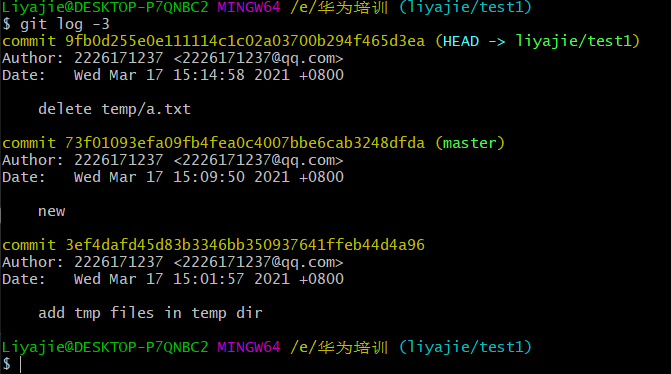 Liyajie@DESKTOP-P7QNBC2 MINGW64 /e/华为培训 (liyajie/test1)
$ git log -3
commit 9fb0d255e0e111114c1c02a03700b294f465d3ea (HEAD -> liyajie/test1)
Author: 2226171237 <2226171237@qq.com>
Date:   Wed Mar 17 15:14:58 2021 +0800
    delete temp/a.txt
commit 73f01093efa09fb4fea0c4007bbe6cab3248dfda (master)
Author: 2226171237 <2226171237@qq.com>
Date:   Wed Mar 17 15:09:50 2021 +0800
    new
commit 3ef4dafd45d83b3346bb350937641ffeb44d4a96
Author: 2226171237 <2226171237@qq.com>
Date:   Wed Mar 17 15:01:57 2021 +0800
    add tmp files in temp dir
Liyajie@DESKTOP-P7QNBC2 MINGW64 /e/华为培训 (liyajie/test1)
$